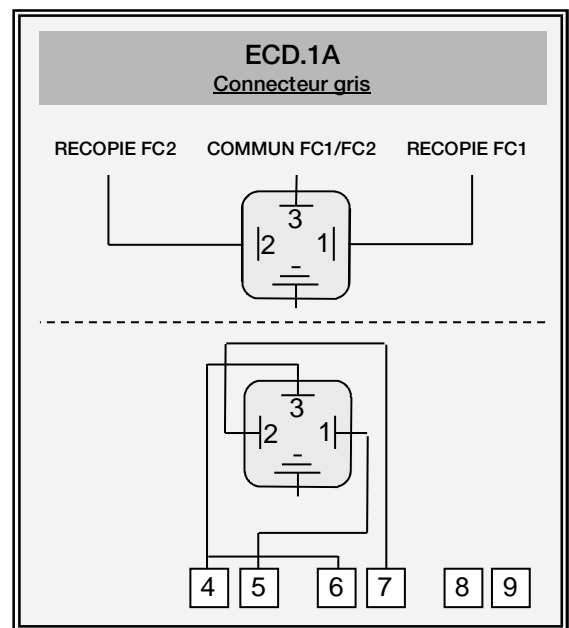 ECD.1A
Connecteur gris
RECOPIE FC2 COMMUN FC1/FC2 RECOPIE FC1
3
2 1
3
2 1
4 5 6 7 8 9